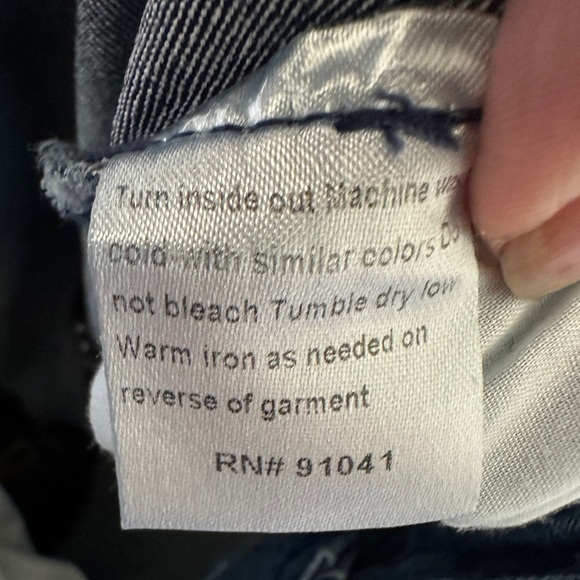 Turn inside out Machine
cold with similar colors Do
not bleach Tumble dry low
Warm iron as needed on
reverse of garment
RN# 91041